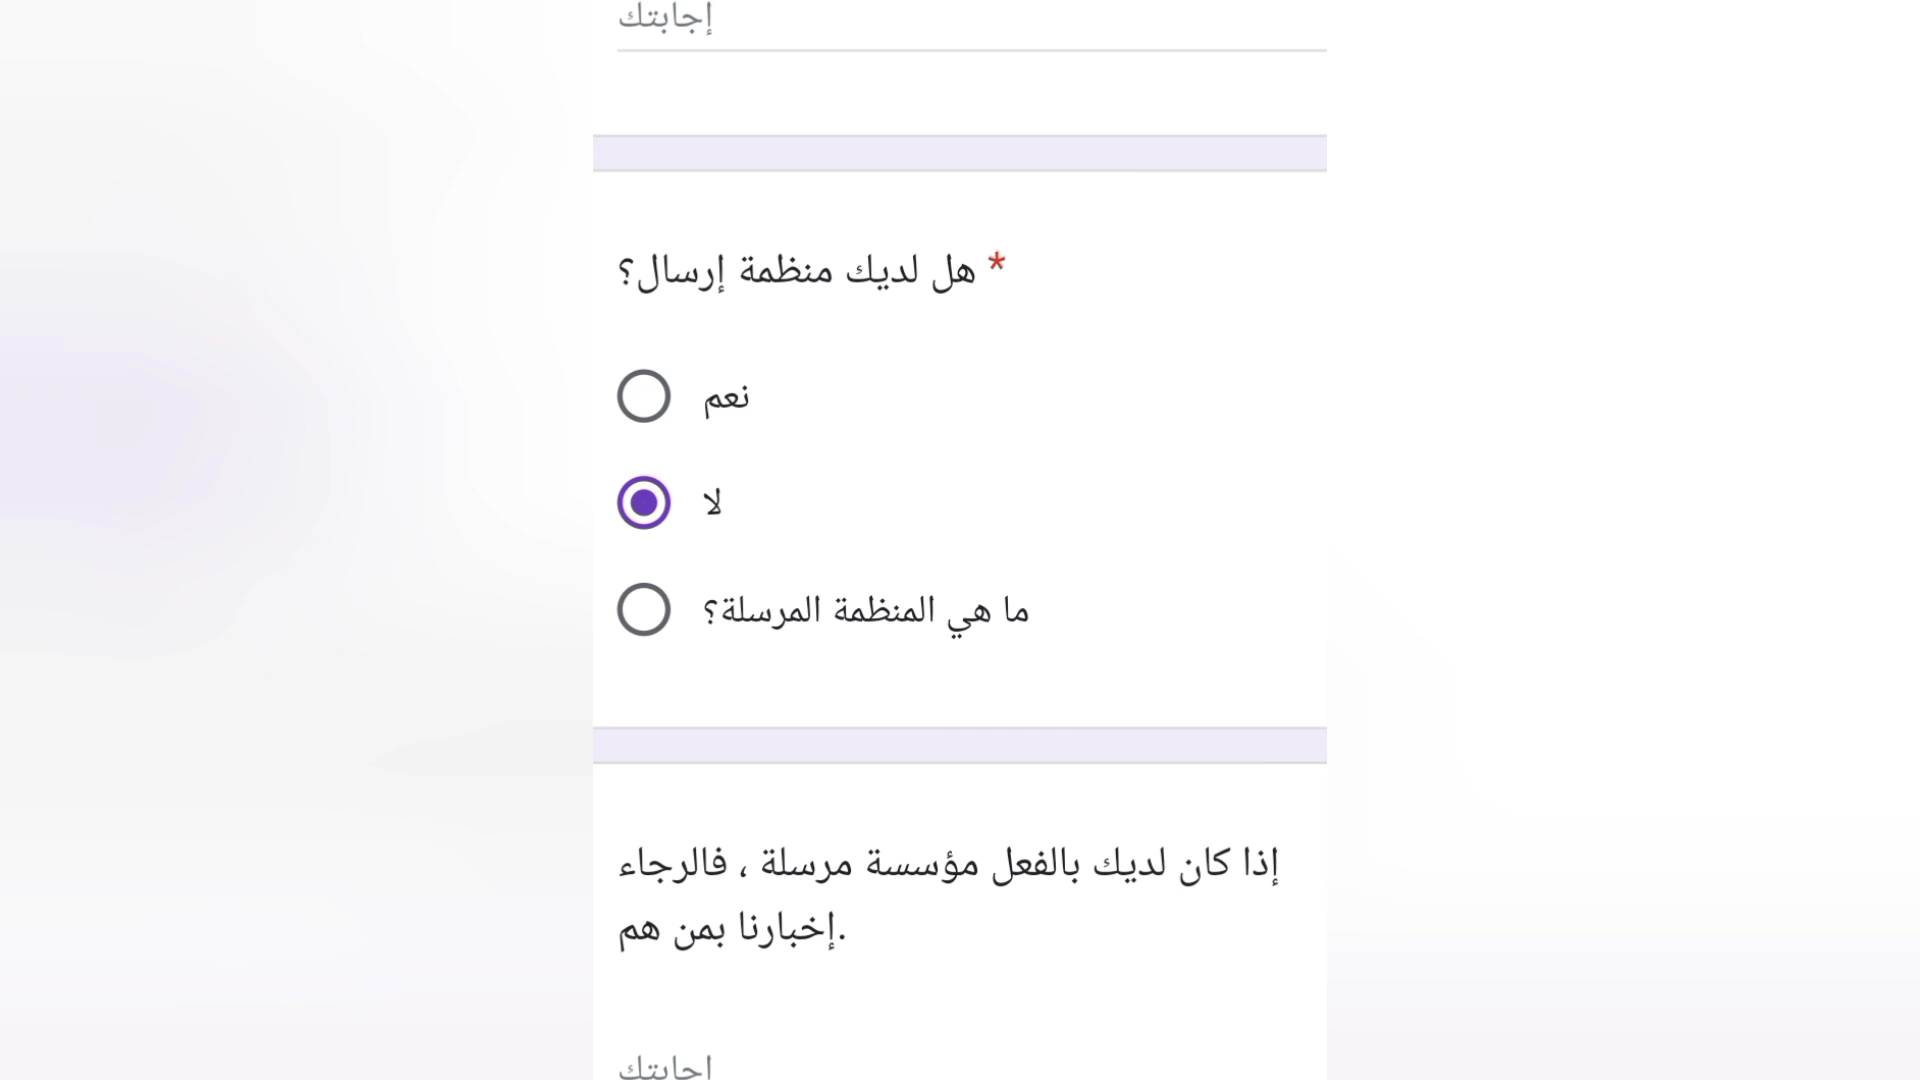 إجابتك
هل لديك منظمة إرسال؟ *
نعم
لا
ما هي المنظمة المرسلة؟
إذا كان لديك بالفعل مؤسسة مرسلة ، فالرجاء
إخبارنا بمن هم.
إجابتك